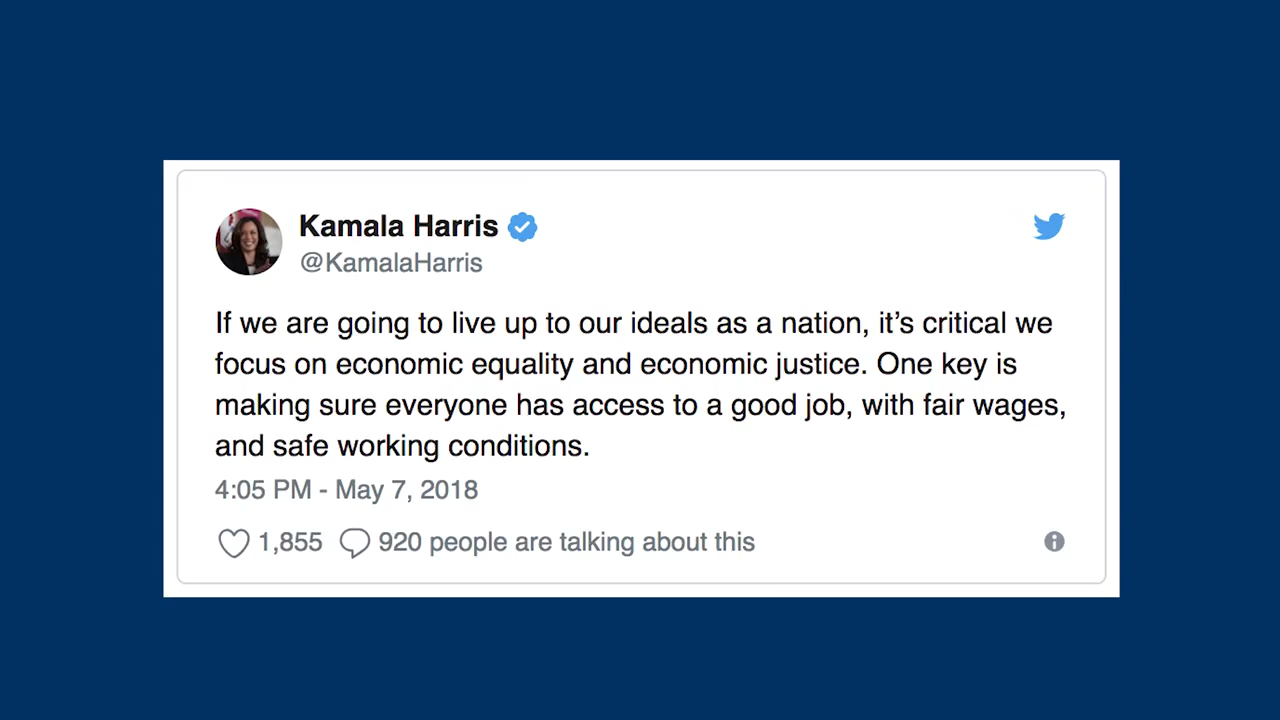 Kamala Harris
@KamalaHarris
If we are going to live up to our ideals as a nation, it’s critical we
focus on economic equality and economic justice. One key is
making sure everyone has access to a good job, with fair wages,
and safe working conditions.
4:05 PM - May 7, 2018
1,855 920 people are talking about this